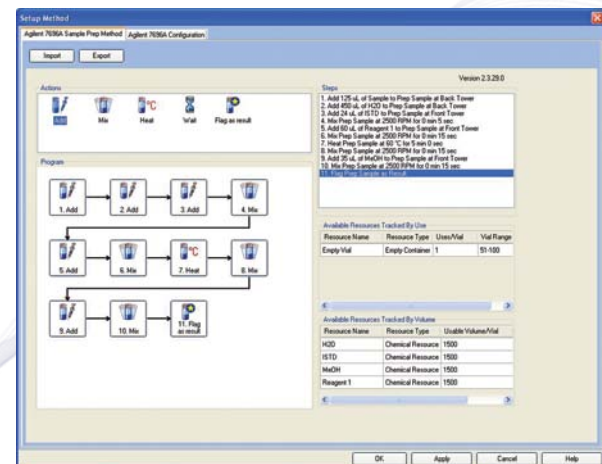 Setup Method
Agilent 7696A Sample Prep Method Agilent 7696A Configuration
Import Export
Version 2.3.29.0
Actions
Add Mix Heat Wait Flag as result
Program
1. Add 2. Add 3. Add 4. Mix
5. Add 6. Mix 7. Heat 8. Mix
9. Add 10. Mix 11. Flag
as result
Steps
1. Add 125 uL of Sample to Prep Sample at Back Tower
2. Add 450 uL of H2O to Prep Sample at Back Tower
3. Add 24 uL of ISTD to Prep Sample at Front Tower
4. Mix Prep Sample at 2500 RPM for 0 min 5 sec
5. Add 60 uL of Reagent 1 to Prep Sample at Front Tower
6. Mix Prep Sample at 2500 RPM for 0 min 15 sec
7. Heat Prep Sample at 60 °C for 5 min 0 sec
8. Mix Prep Sample at 2500 RPM for 0 min 15 sec
9. Add 35 uL of MeOH to Prep Sample at Front Tower
10. Mix Prep Sample at 2500 RPM for 0 min 15 sec
11. Flag Prep Sample as Result
Available Resources Tracked By Use
Resource Name Resource Type Uses/Vial Vial Range
Empty Vial Empty Container 1 51-100
Available Resources Tracked By Volume
Resource Name Resource Type Usable Volume/Vial
H2O Chemical Resource 1500
ISTD Chemical Resource 1500
MeOH Chemical Resource 1500
Reagent 1 Chemical Resource 1500
OK Apply Cancel Help